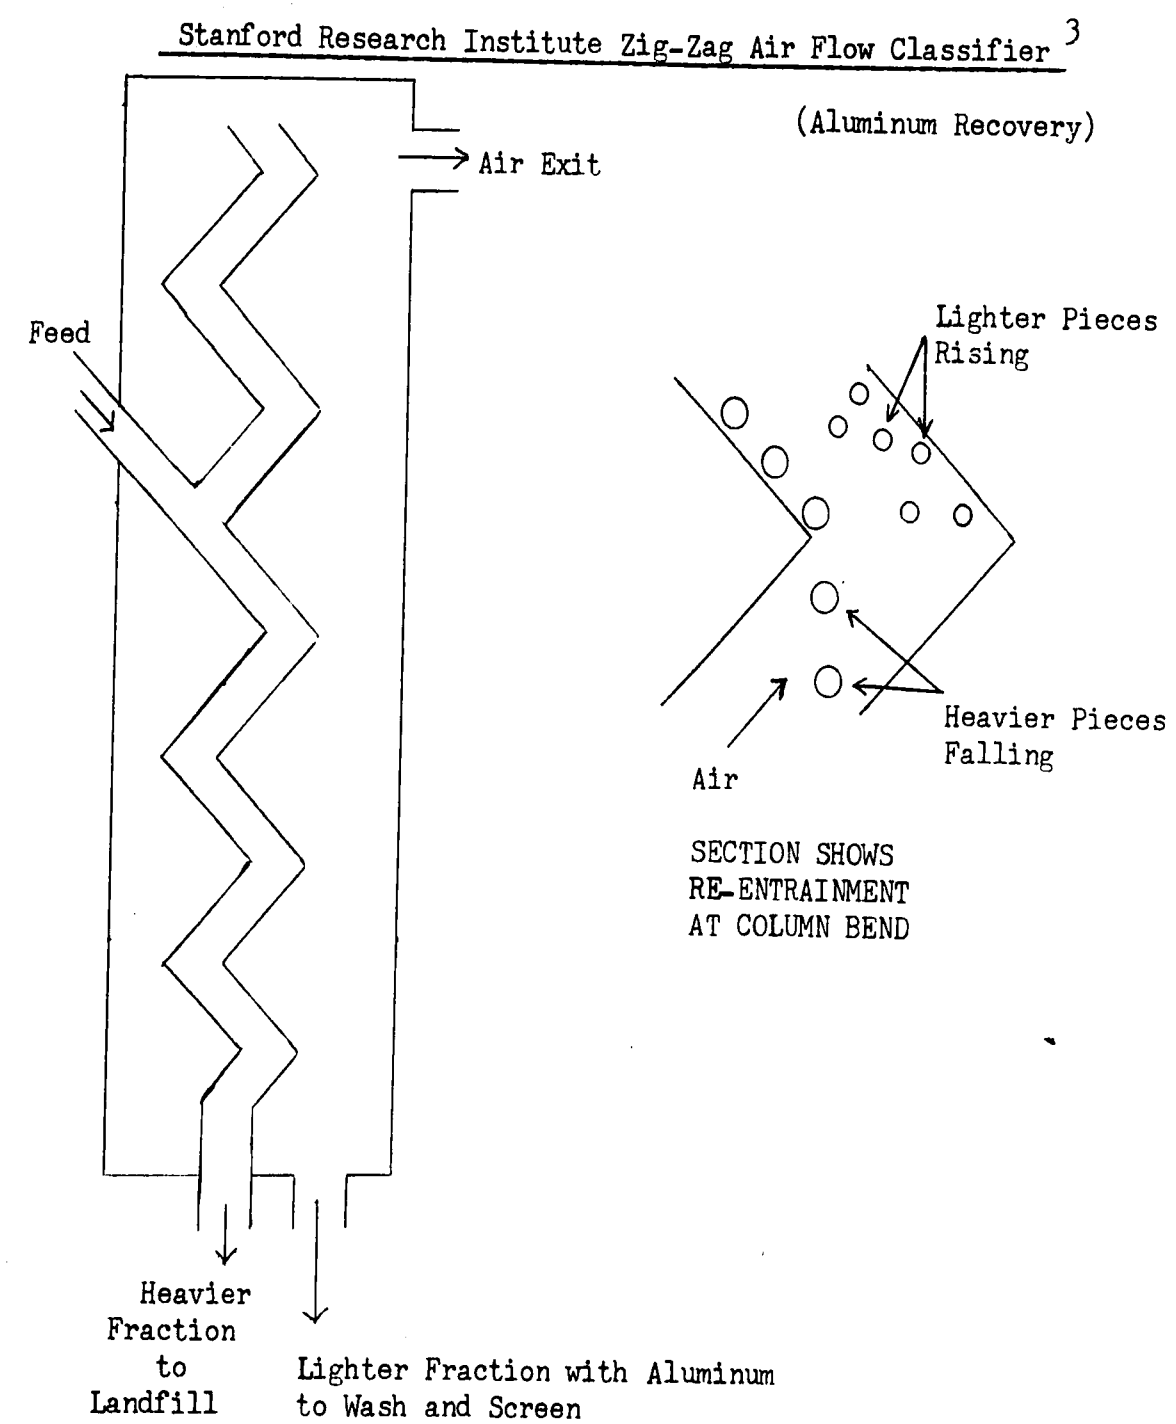 Stanford Research Institute Zig-Zag Air Flow Classifier 3
(Aluminum Recovery)
Air Exit
Feed
Lighter Pieces
Rising
Heavier Pieces
Falling
Air
SECTION SHOWS
RE-ENTRAINMENT
AT COLUMN BEND
Heavier
Fraction
to
Landfill
Lighter Fraction with Aluminum
to Wash and Screen